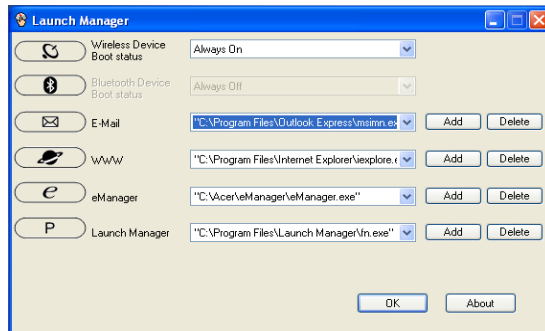 Launch Manager
Wireless Device
Boot status
Always On
Bluetooth Device
Boot status
Always Off
E-Mail
"C:\Program Files\Outlook Express\msimn.ex
Add
Delete
WWW
"C:\Program Files\Internet Explorer\iexplore.e
Add
Delete
e
eManager
"C:\Acer\eManager\eManager.exe"
Add
Delete
P
Launch Manager
"C:\Program Files\Launch Manager\fn.exe"
Add
Delete
OK
About